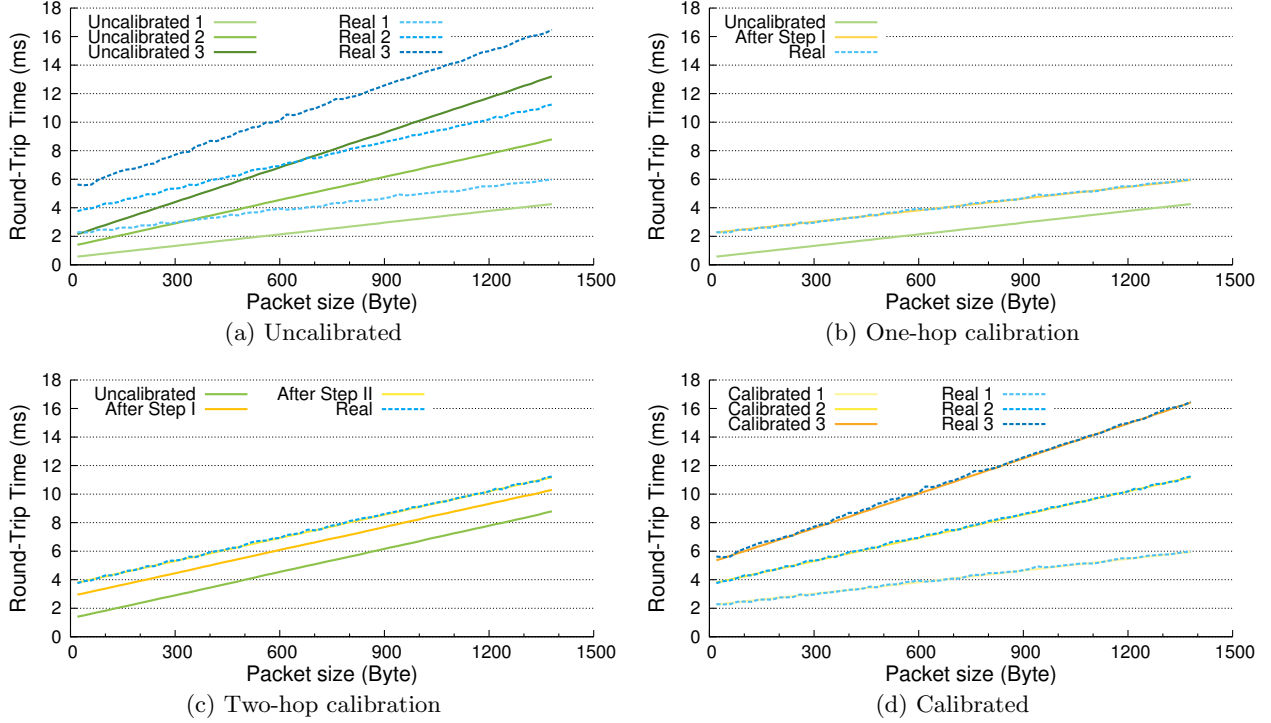 18
16
14
12
10
8
6
4
2
0
Round-Trip Time (ms)
Uncalibrated 1
Uncalibrated 2
Uncalibrated 3
Real 1
Real 2
Real 3
0 300 600 900 1200 1500
Packet size (Byte)
(a) Uncalibrated
18
16
14
12
10
8
6
4
2
0
Round-Trip Time (ms)
Uncalibrated
After Step I
Real
0 300 600 900 1200 1500
Packet size (Byte)
(b) One-hop calibration
18
16
14
12
10
8
6
4
2
0
Round-Trip Time (ms)
Uncalibrated
After Step I
After Step II
Real
0 300 600 900 1200 1500
Packet size (Byte)
(c) Two-hop calibration
18
16
14
12
10
8
6
4
2
0
Round-Trip Time (ms)
Calibrated 1
Calibrated 2
Calibrated 3
Real 1
Real 2
Real 3
0 300 600 900 1200 1500
Packet size (Byte)
(d) Calibrated